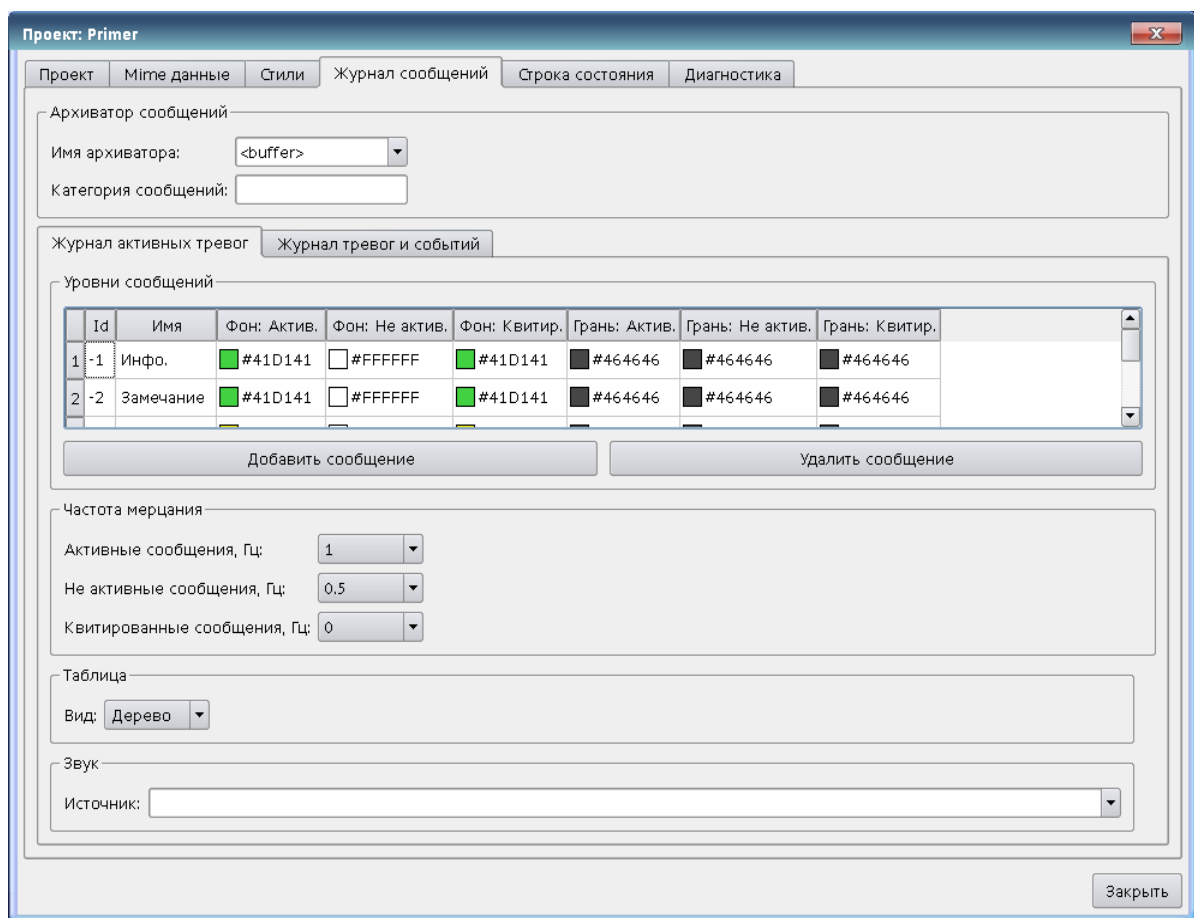 Проект: Primer
Проект Mime данные Стили Журнал сообщений Строка состояния Диагностика
Архиватор сообщений
Имя архиватора: <buffer>
Категория сообщений:
Журнал активных тревог Журнал тревог и событий
Уровни сообщений
Id Имя Фон: Актив. Фон: Не актив. Фон: Квитир. Грань: Актив. Грань: Не актив. Грань: Квитир.
1 -1 Инфо. #41D141 #FFFFFF #41D141 #464646 #464646 #464646
2 -2 Замечание #41D141 #FFFFFF #41D141 #464646 #464646 #464646
Добавить сообщение Удалить сообщение
Частота мерцания
Активные сообщения, Гц: 1
Не активные сообщения, Гц: 0.5
Квитированные сообщения, Гц: 0
Таблица
Вид: Дерево
Звук
Источник:
Закрыть